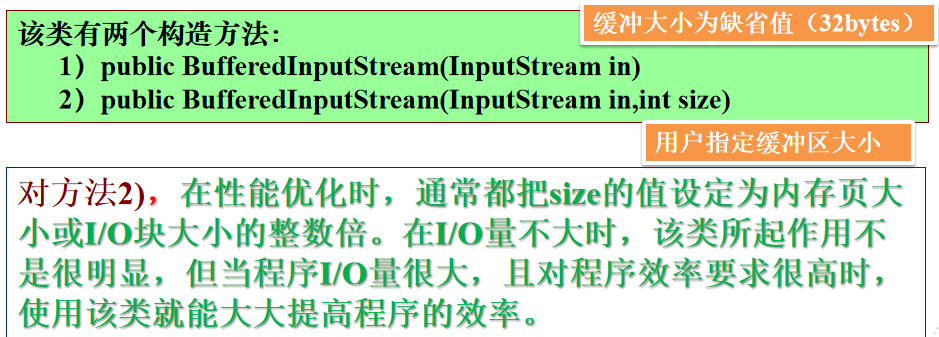 缓冲大小为缺省值（32bytes）
该类有两个构造方法：
1）public BufferedInputStream(InputStream in)
2）public BufferedInputStream(InputStream in,int size)
用户指定缓冲区大小
对方法2)，在性能优化时，通常都把size的值设定为内存页大
小或I/O块大小的整数倍。在I/O量不大时，该类所起作用不
是很明显，但当程序I/O量很大，且对程序效率要求很高时，
使用该类就能大大提高程序的效率。